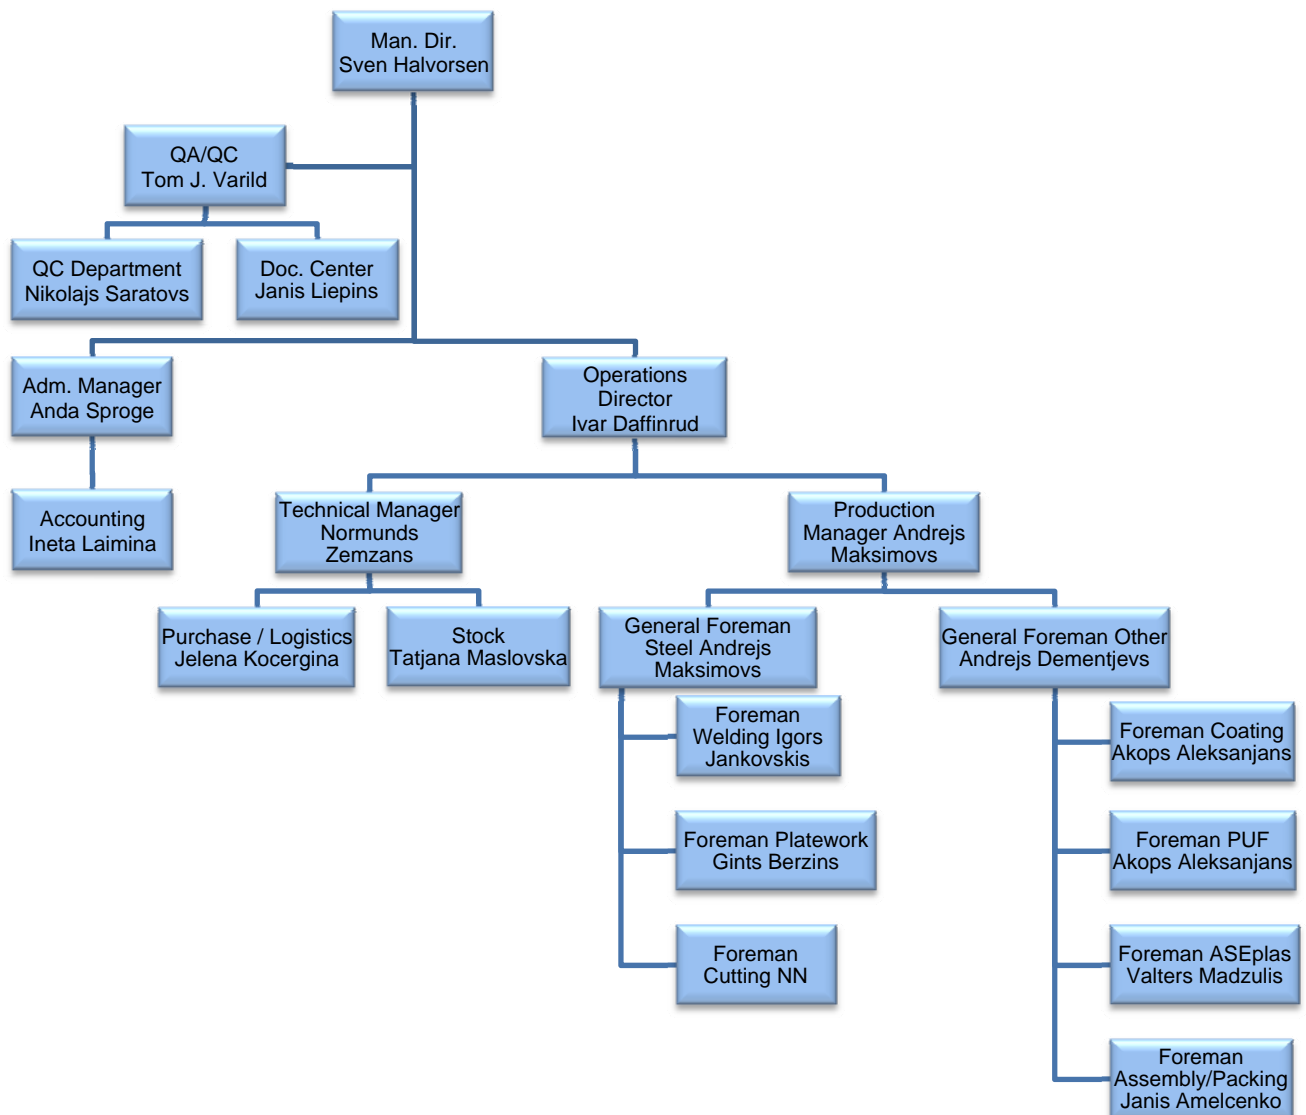 Man. Dir.
Sven Halvorsen
QA/QC
Tom J. Varild
QC Department
Nikolajs Saratovs
Doc. Center
Janis Liepins
Adm. Manager
Anda Sproge
Operations
Director
Ivar Daffinrud
Accounting
Ineta Laimina
Technical Manager
Normunds
Zemzans
Production
Manager Andrejs
Maksimovs
Purchase / Logistics
Jelena Kocergina
Stock
Tatjana Maslovska
General Foreman
Steel Andrejs
Maksimovs
General Foreman Other
Andrejs Dementjevs
Foreman
Welding Igors
Jankovskis
Foreman Platework
Gints Berzins
Foreman
Cutting NN
Foreman Coating
Akops Aleksanjans
Foreman PUF
Akops Aleksanjans
Foreman ASEplas
Valters Madzulis
Foreman
Assembly/Packing
Janis Amelcenko